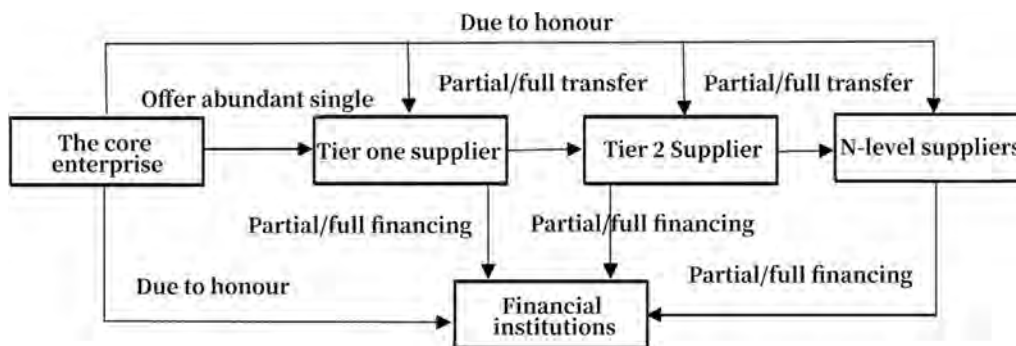 Due to honour
Partial/full transfer
Partial/full transfer
Offer abundant single
The core
enterprise
Tier one supplier
Tier 2 Supplier
N-level suppliers
Partial/full financing
Partial/full financing
Partial/full financing
Due to honour
Financial
institutions